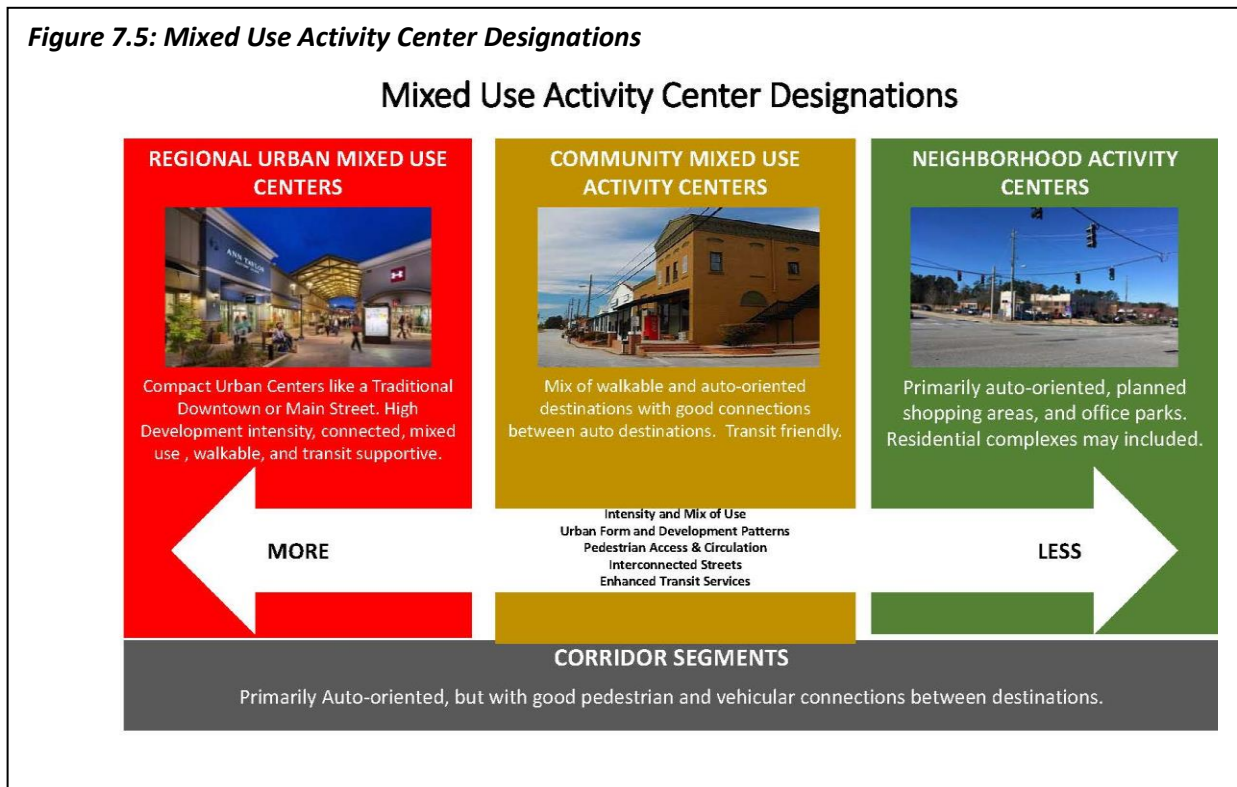 Figure 7.5: Mixed Use Activity Center Designations
Mixed Use Activity Center Designations
REGIONAL URBAN MIXED USE
CENTERS
ANN TAYLOR
Compact Urban Centers like a Traditional
Downtown or Main Street. High
Development intensity, connected, mixed
use , walkable, and transit supportive.
COMMUNITY MIXED USE
ACTIVITY CENTERS
Mix of walkable and auto-oriented
destinations with good connections
between auto destinations. Transit friendly.
NEIGHBORHOOD ACTIVITY
CENTERS
Primarily auto-oriented, planned
shopping areas, and office parks.
Residential complexes may included.
MORE
Intensity and Mix of Use
Urban Form and Development Patterns
Pedestrian Access & Circulation
Interconnected Streets
Enhanced Transit Services
LESS
CORRIDOR SEGMENTS
Primarily Auto-oriented, but with good pedestrian and vehicular connections between destinations.